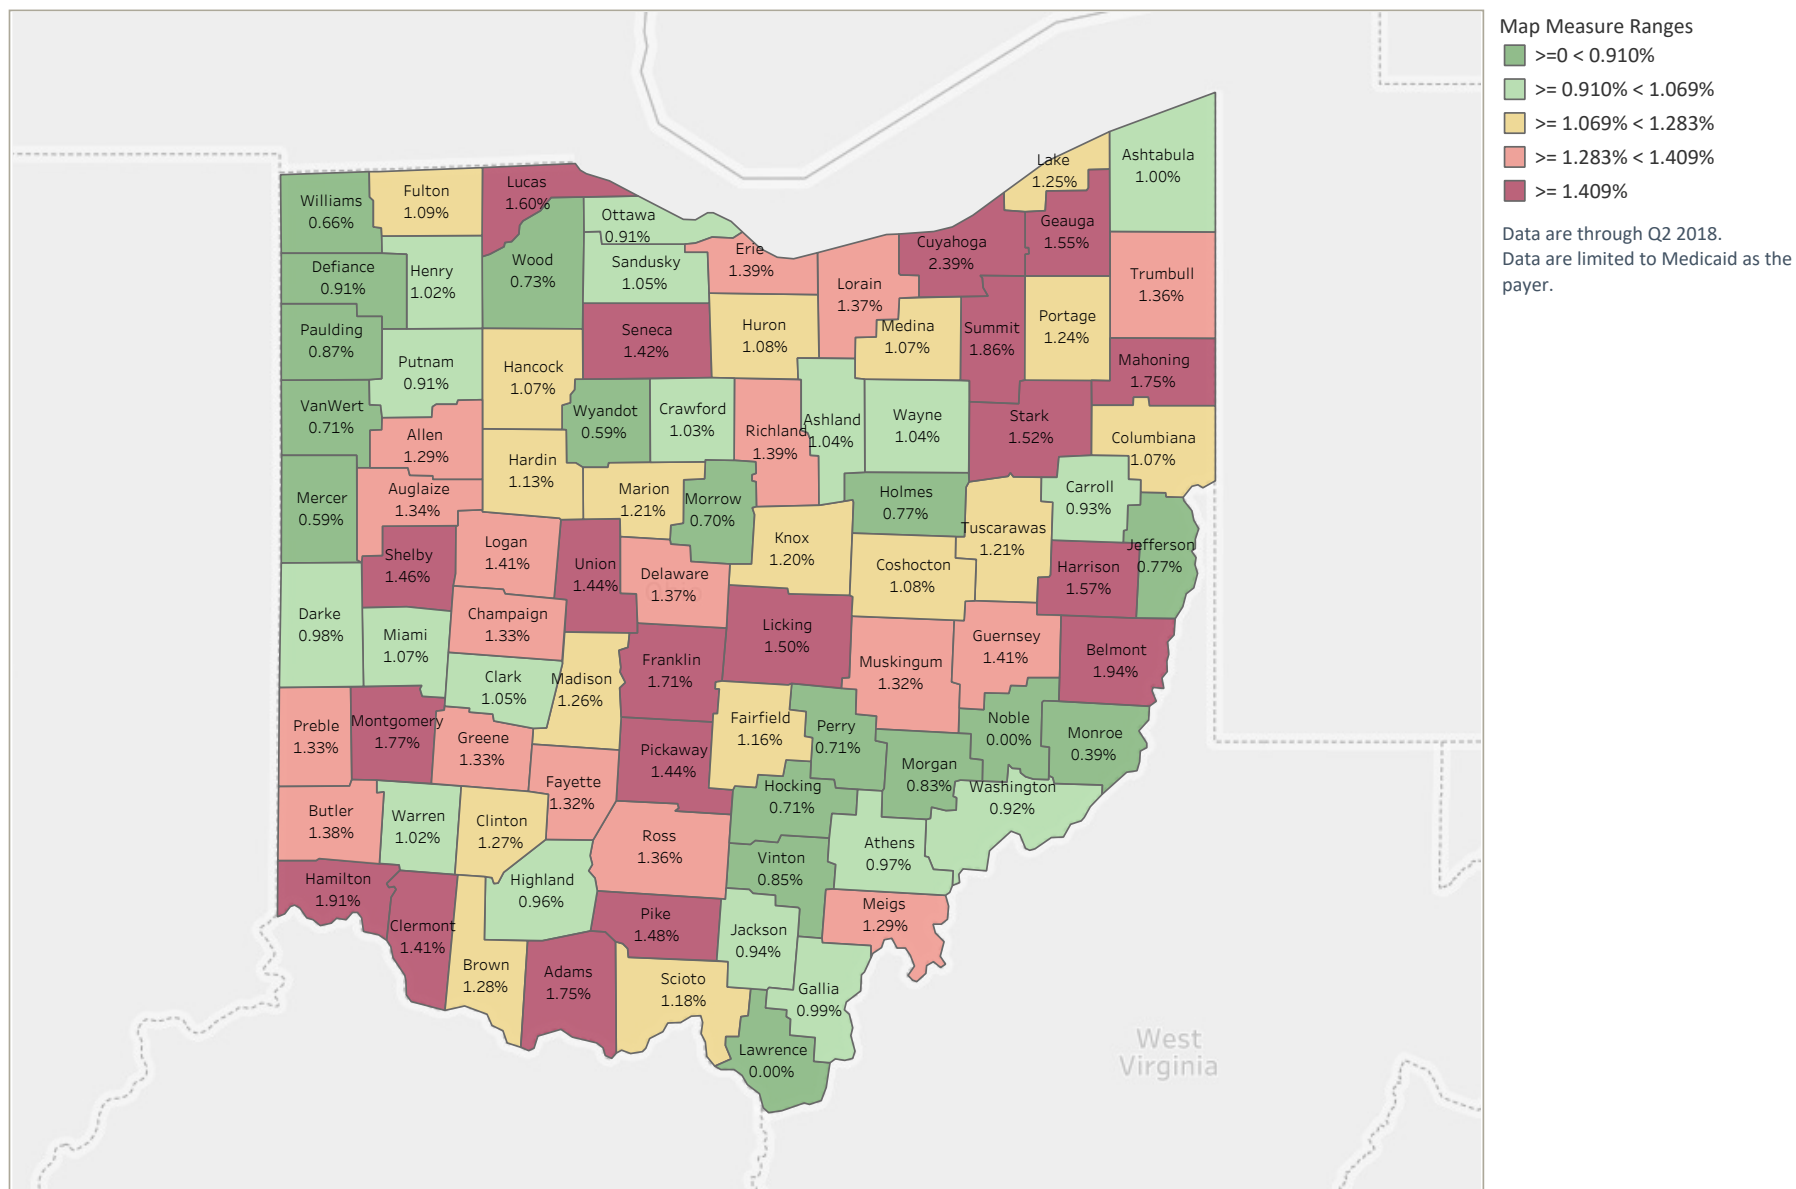 Map Measure Ranges
>=0 < 0.910%
>= 0.910% < 1.069%
>= 1.069% < 1.283%
>= 1.283% < 1.409%
>= 1.409%
Data are through Q2 2018.
Data are limited to Medicaid as the
payer.
Williams
0.66%
Fulton
1.09%
Lucas
1.60%
Ottawa
0.91%
Lake
1.25%
Ashtabula
1.00%
Geauga
1.55%
Cuyahoga
2.39%
Defiance
0.91%
Henry
1.02%
Wood
0.73%
Sandusky
1.05%
Erie
1.39%
Lorain
1.37%
Trumbull
1.36%
Paulding
0.87%
Putnam
0.91%
Hancock
1.07%
Seneca
1.42%
Huron
1.08%
Medina
1.07%
Summit
1.86%
Portage
1.24%
Mahoning
1.75%
VanWert
0.71%
Allen
1.29%
Wyandot
0.59%
Crawford
1.03%
Richland
1.39%
Ashland
1.04%
Wayne
1.04%
Stark
1.52%
Columbiana
1.07%
Mercer
0.59%
Auglaize
1.34%
Hardin
1.13%
Marion
1.21%
Morrow
0.70%
Holmes
0.77%
Carroll
0.93%
Tuscarawas
1.21%
Jefferson
0.77%
Shelby
1.46%
Logan
1.41%
Union
1.44%
Delaware
1.37%
Knox
1.20%
Coshocton
1.08%
Harrison
1.57%
Darke
0.98%
Miami
1.07%
Champaign
1.33%
Licking
1.50%
Muskingum
1.32%
Guernsey
1.41%
Belmont
1.94%
Clark
1.05%
Madison
1.26%
Franklin
1.71%
Preble
1.33%
Montgomery
1.77%
Greene
1.33%
Fairfield
1.16%
Perry
0.71%
Noble
0.00%
Monroe
0.39%
Pickaway
1.44%
Morgan
0.83%
Fayette
1.32%
Hocking
0.71%
Washington
0.92%
Butler
1.38%
Warren
1.02%
Clinton
1.27%
Ross
1.36%
Vinton
0.85%
Athens
0.97%
Hamilton
1.91%
Highland
0.96%
Clermont
1.41%
Pike
1.48%
Jackson
0.94%
Meigs
1.29%
Brown
1.28%
Adams
1.75%
Scioto
1.18%
Gallia
0.99%
Lawrence
0.00%
West
Virginia